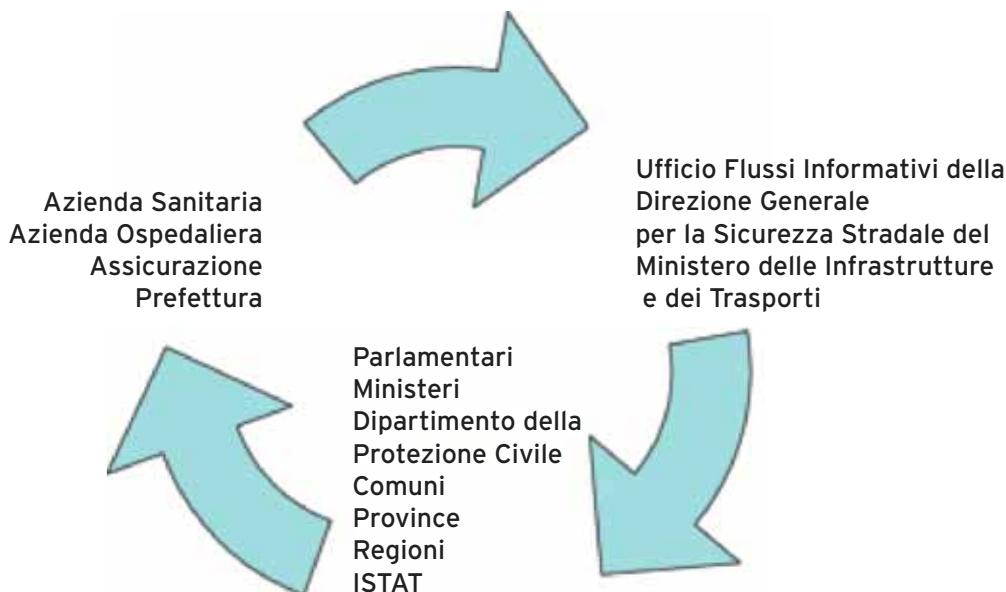 Azienda Sanitaria
Azienda Ospedaliera
Assicurazione
Prefettura
Ufficio Flussi Informativi della
Direzione Generale
per la Sicurezza Stradale del
Ministero delle Infrastrutture
e dei Trasporti
Parlamentari
Ministeri
Dipartimento della
Protezione Civile
Comuni
Province
Regioni
ISTAT